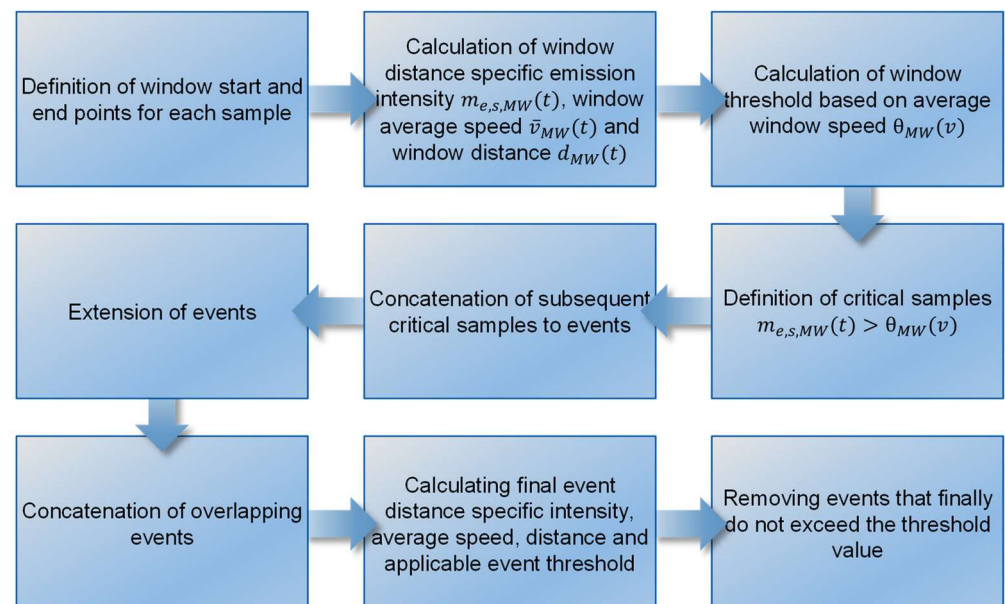 Definition of window start and
end points for each sample
Calculation of window
distance specific emission
intensity $m_{e,s,MW}(t)$, window
average speed $\bar{v}_{MW}(t)$ and
window distance $d_{MW}(t)$
Calculation of window
threshold based on average
window speed $θ_{MW}(v)$
Definition of critical samples
$m_{e,s,MW}(t) > θ_{MW}(v)$
Concatenation of subsequent
critical samples to events
Extension of events
Concatenation of overlapping
events
Calculating final event
distance specific intensity,
average speed, distance and
applicable event threshold
Removing events that finally
do not exceed the threshold
value